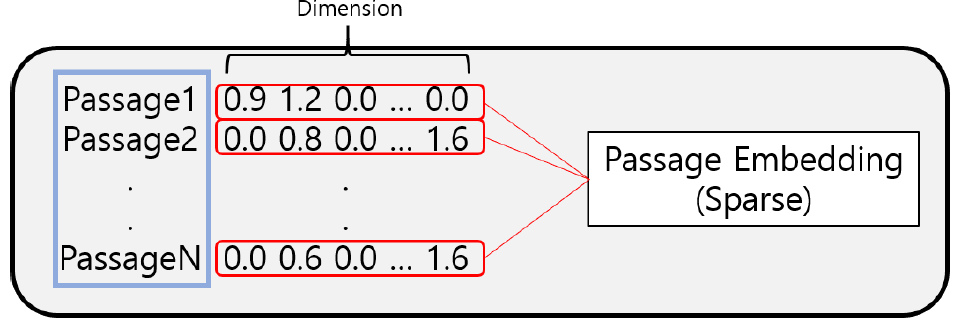 Dimension
Passage1 0.9 1.2 0.0 ... 0.0
Passage2 0.0 0.8 0.0 ... 1.6
. .
. .
PassageN 0.0 0.6 0.0 ... 1.6
Passage Embedding
(Sparse)